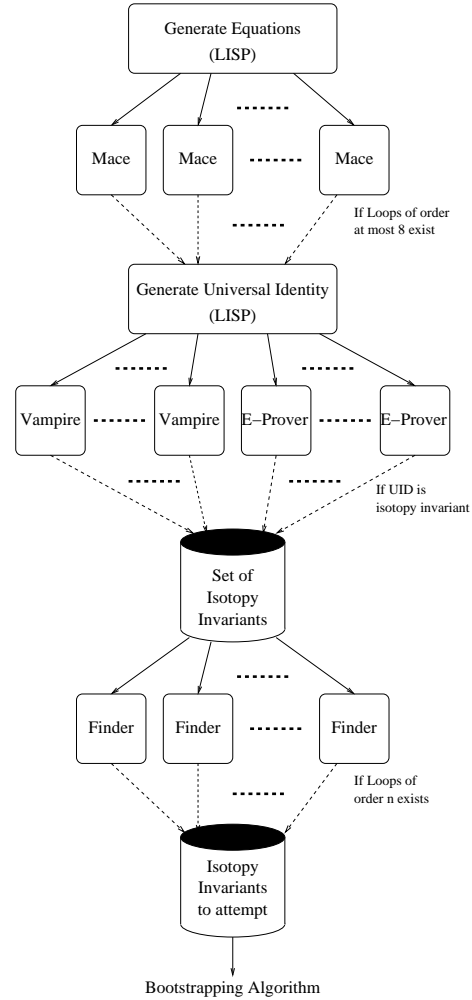 Generate Equations
(LISP)
Mace
Mace
Mace
If Loops of order
at most 8 exist
Generate Universal Identity
(LISP)
Vampire
Vampire
E–Prover
E–Prover
If UID is
isotopy invariant
Set of
Isotopy
Invariants
Finder
Finder
Finder
If Loops of
order n exists
Isotopy
Invariants
to attempt
Bootstrapping Algorithm